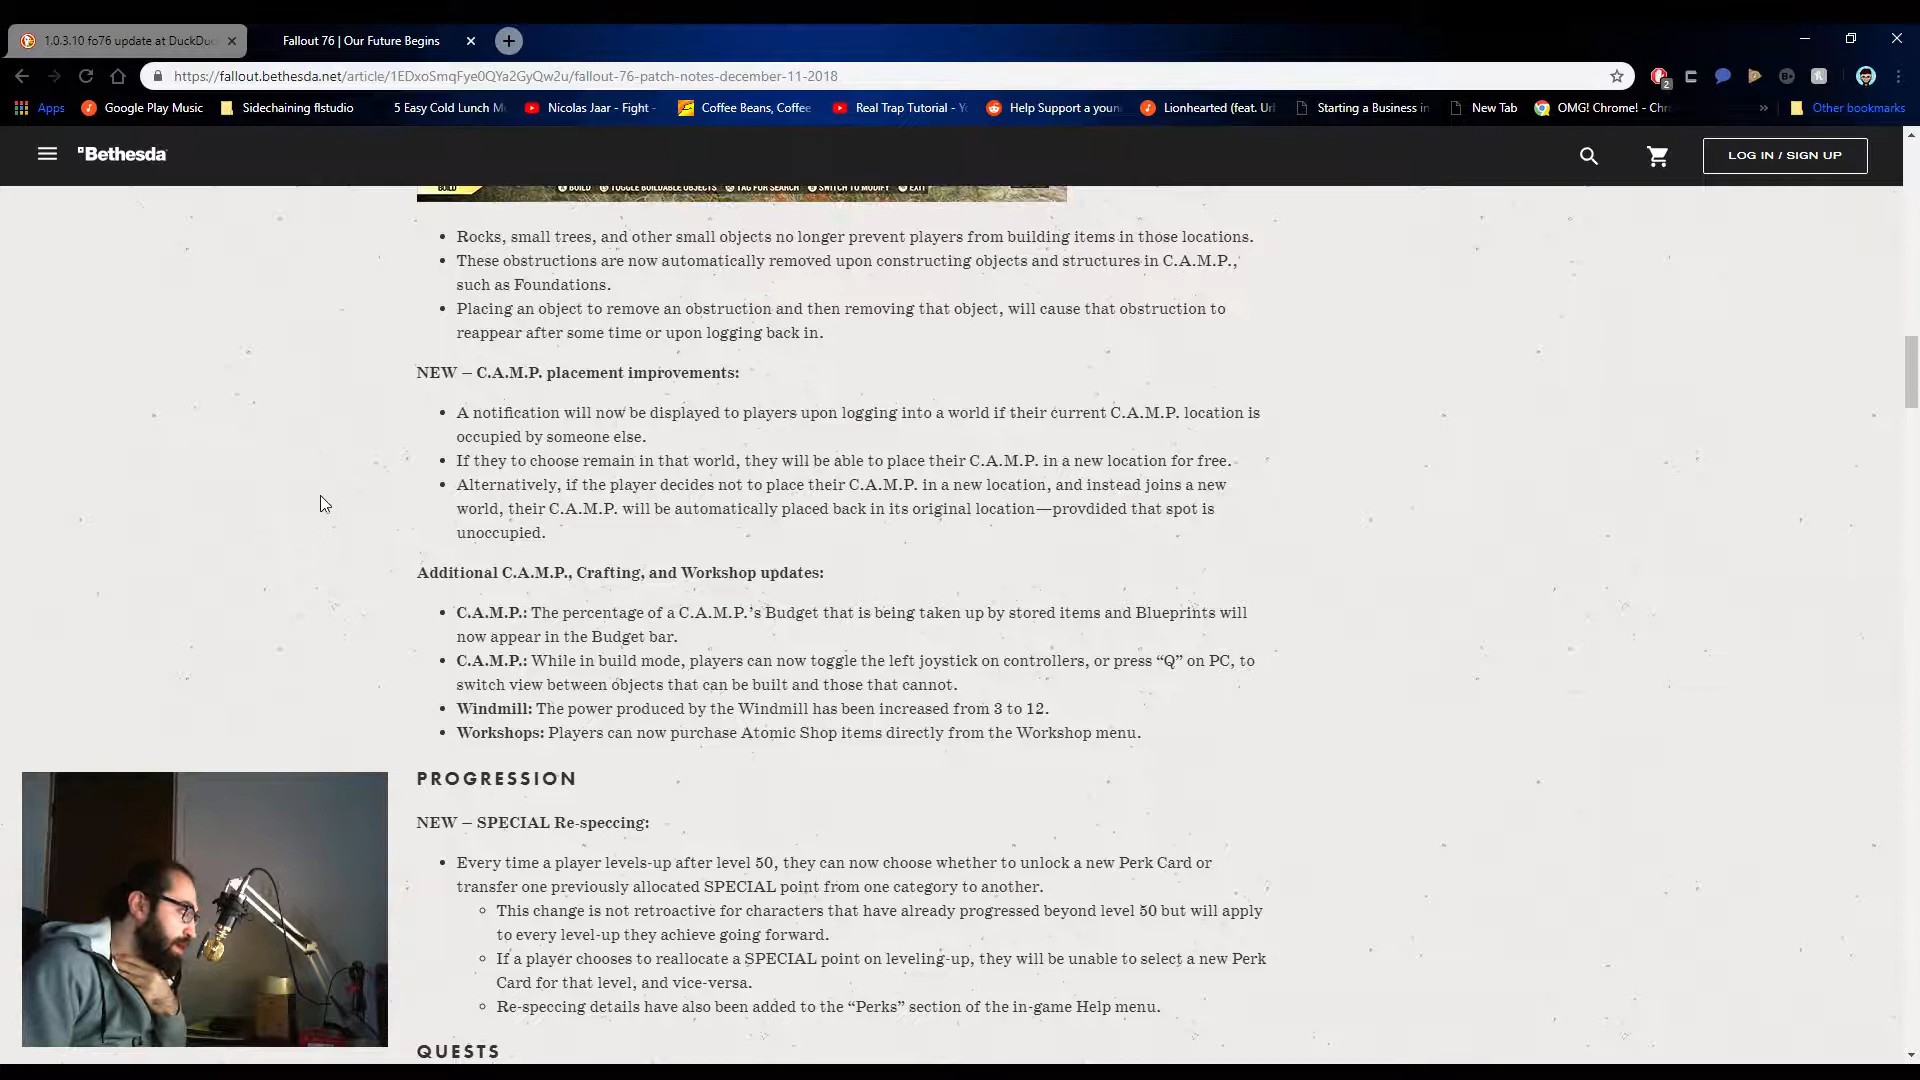 1.0.3.10 fo76 update at DuckDuc
Fallout 76 | Our Future Begins
https://fallout.bethesda.net/article/1EDxoSmqFye0QYa2GyQw2u/fallout-76-patch-notes-december-11-2018
Apps
Google Play Music
Sidechaining flstudio
5 Easy Cold Lunch M
Nicolas Jaar - Fight -
Coffee Beans, Coffee
Real Trap Tutorial - Y
Help Support a youn
Lionhearted (feat. Ur
Starting a Business in
New Tab
OMG! Chrome! - Chr
»
Other bookmarks
Bethesda
LOG IN / SIGN UP
BUILD
BUILD TOGGLE BUILDABLE OBJECTS TAG FOR SEARCH SWITCH TO MODIFY EXIT
• Rocks, small trees, and other small objects no longer prevent players from building items in those locations.
• These obstructions are now automatically removed upon constructing objects and structures in C.A.M.P.,
such as Foundations.
• Placing an object to remove an obstruction and then removing that object, will cause that obstruction to
reappear after some time or upon logging back in.
NEW – C.A.M.P. placement improvements:
• A notification will now be displayed to players upon logging into a world if their current C.A.M.P. location is
occupied by someone else.
• If they to choose remain in that world, they will be able to place their C.A.M.P. in a new location for free.
• Alternatively, if the player decides not to place their C.A.M.P. in a new location, and instead joins a new
world, their C.A.M.P. will be automatically placed back in its original location—provdided that spot is
unoccupied.
Additional C.A.M.P., Crafting, and Workshop updates:
• C.A.M.P.: The percentage of a C.A.M.P.’s Budget that is being taken up by stored items and Blueprints will
now appear in the Budget bar.
• C.A.M.P.: While in build mode, players can now toggle the left joystick on controllers, or press “Q” on PC, to
switch view between objects that can be built and those that cannot.
• Windmill: The power produced by the Windmill has been increased from 3 to 12.
• Workshops: Players can now purchase Atomic Shop items directly from the Workshop menu.
PROGRESSION
NEW – SPECIAL Re-speccing:
• Every time a player levels-up after level 50, they can now choose whether to unlock a new Perk Card or
transfer one previously allocated SPECIAL point from one category to another.
◦ This change is not retroactive for characters that have already progressed beyond level 50 but will apply
to every level-up they achieve going forward.
◦ If a player chooses to reallocate a SPECIAL point on leveling-up, they will be unable to select a new Perk
Card for that level, and vice-versa.
◦ Re-speccing details have also been added to the “Perks” section of the in-game Help menu.
QUESTS